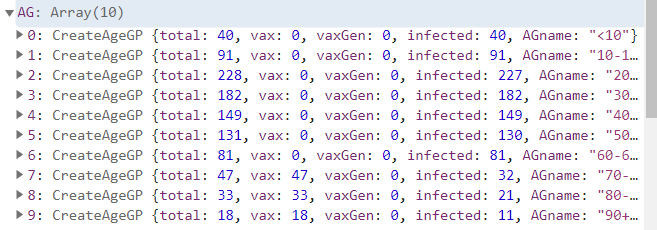 AG: Array(10)
0: CreateAgeGP {total: 40, vax: 0, vaxGen: 0, infected: 40, AGname: "<10"}
1: CreateAgeGP {total: 91, vax: 0, vaxGen: 0, infected: 91, AGname: "10-1
2: CreateAgeGP {total: 228, vax: 0, vaxGen: 0, infected: 227, AGname: "20
3: CreateAgeGP {total: 182, vax: 0, vaxGen: 0, infected: 182, AGname: "30
4: CreateAgeGP {total: 149, vax: 0, vaxGen: 0, infected: 149, AGname: "40
5: CreateAgeGP {total: 131, vax: 0, vaxGen: 0, infected: 130, AGname: "50
6: CreateAgeGP {total: 81, vax: 0, vaxGen: 0, infected: 81, AGname: "60-6
7: CreateAgeGP {total: 47, vax: 47, vaxGen: 0, infected: 32, AGname: "70-
8: CreateAgeGP {total: 33, vax: 33, vaxGen: 0, infected: 21, AGname: "80-
9: CreateAgeGP {total: 18, vax: 18, vaxGen: 0, infected: 11, AGname: "90+